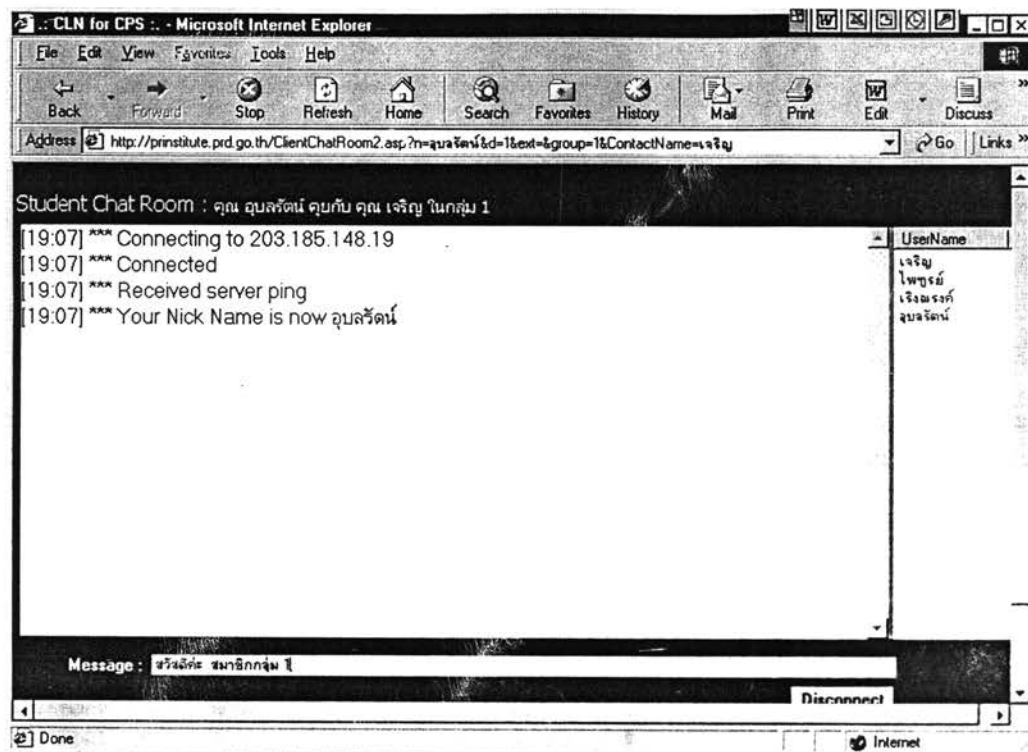 .: CLN for CPS :. - Microsoft Internet Explorer
File Edit View Favorites Tools Help
Back Forward Stop Refresh Home Search Favorites History Mail Print Edit Discuss
Address http://prinstitute.prd.go.th/ClientChatRoom2.asp?n=อุบลรัตน์&d=1&ext=&group=1&ContactName=เจริญ Go Links
Student Chat Room : คุณ อุบลรัตน์ คุยกับ คุณ เจริญ ในกลุ่ม 1
[19:07] *** Connecting to 203.185.148.19
[19:07] *** Connected
[19:07] *** Received server ping
[19:07] *** Your Nick Name is now อุบลรัตน์
UserName
เจริญ
ไพฑูรย์
เริงณรงค์
อุบลรัตน์
Message : สวัสดีค่ะ สมาชิกกลุ่ม 1
Disconnect
Done Internet